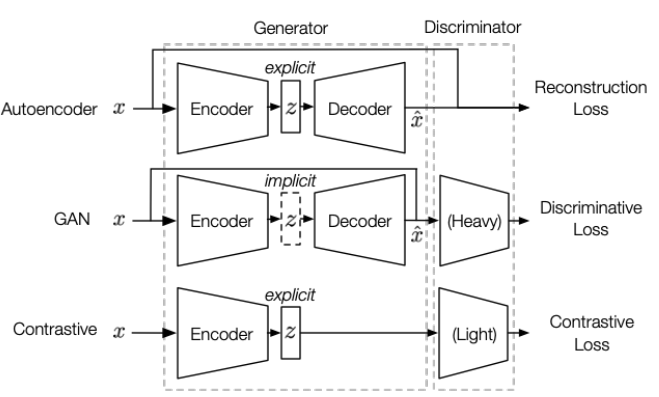 Generator
Discriminator
explicit
Autoencoder x Encoder z Decoder x̂ Reconstruction
Loss
implicit
GAN x Encoder z Decoder x̂ (Heavy) Discriminative
Loss
explicit
Contrastive x Encoder z (Light) Contrastive
Loss